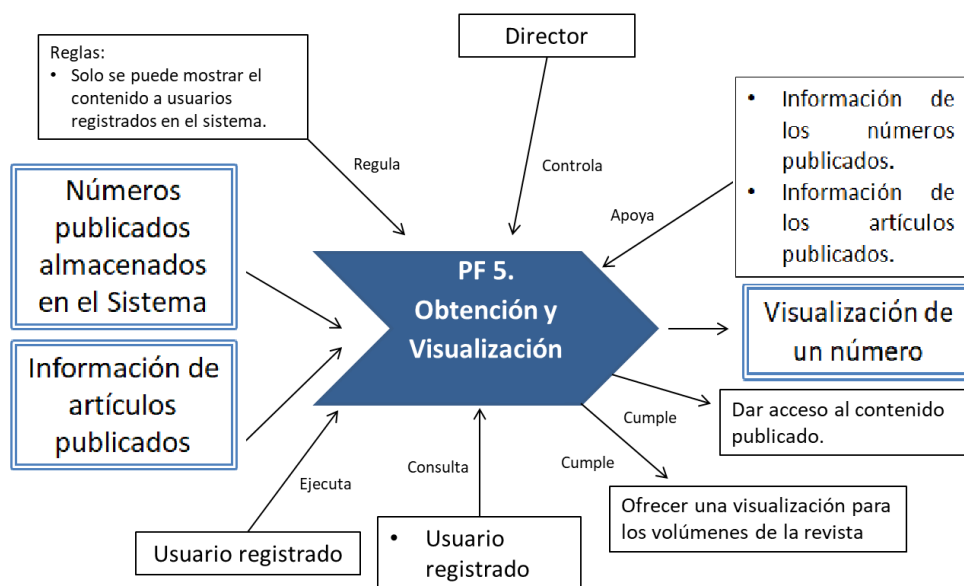 Director
Reglas:
• Solo se puede mostrar el
contenido a usuarios
registrados en el sistema.
• Información de
los números
publicados.
• Información de
los artículos
publicados.
Regula
Controla
Apoya
Números
publicados
almacenados
en el Sistema
PF 5.
Obtención y
Visualización
Visualización de
un número
Información de
artículos
publicados
Cumple
Dar acceso al contenido
publicado.
Cumple
Consulta
Ejecuta
Ofrecer una visualización para
los volúmenes de la revista
Usuario registrado
• Usuario
registrado